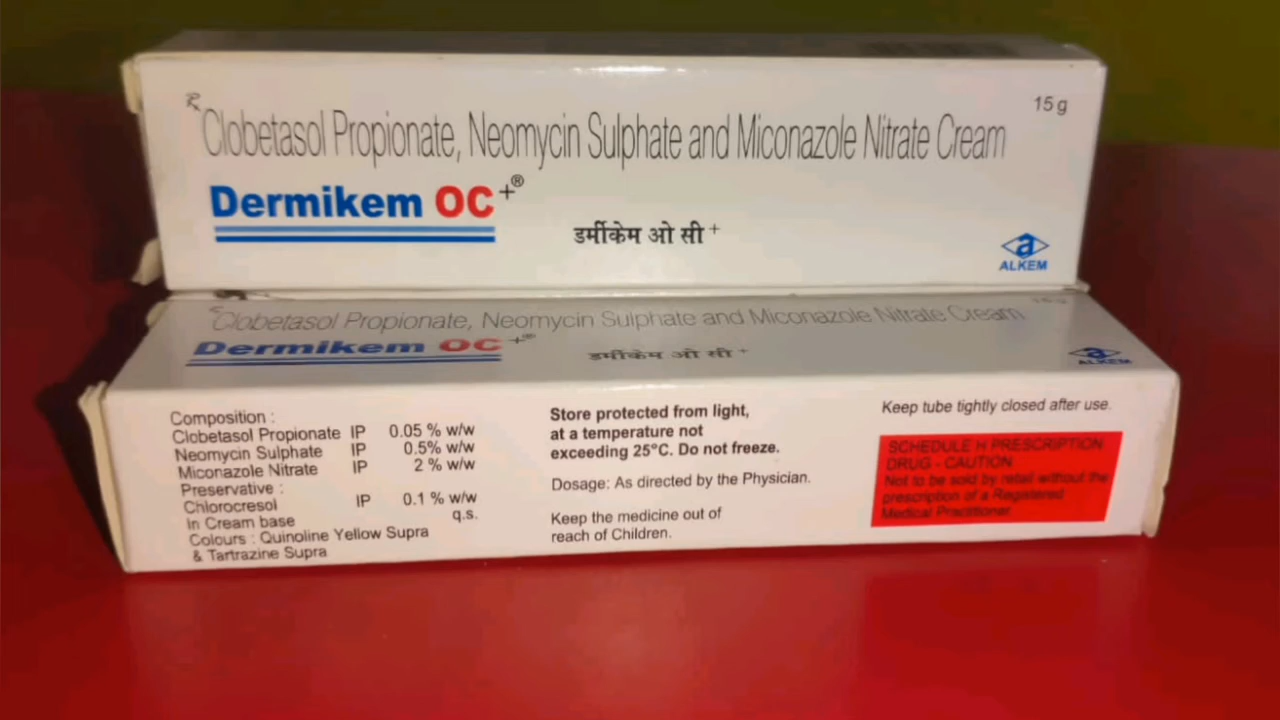 Rx
Clobetasol Propionate, Neomycin Sulphate and Miconazole Nitrate Cream
15 g
Dermikem OC+®
डर्मीकेम ओ सी+
a
ALKEM
Clobetasol Propionate, Neomycin Sulphate and Miconazole Nitrate Cream
15 g
Dermikem OC+®
डर्मीकेम ओ सी+
a
ALKEM
Composition :
Clobetasol Propionate IP 0.05 % w/w
Neomycin Sulphate IP 0.5% w/w
Miconazole Nitrate IP 2 % w/w
Preservative :
Chlorocresol IP 0.1 % w/w
In Cream base q.s.
Colours : Quinoline Yellow Supra
& Tartrazine Supra
Store protected from light,
at a temperature not
exceeding 25°C. Do not freeze.
Dosage: As directed by the Physician.
Keep the medicine out of
reach of Children.
Keep tube tightly closed after use.
SCHEDULE H PRESCRIPTION
DRUG - CAUTION
Not to be sold by retail without the
prescription of a Registered
Medical Practitioner